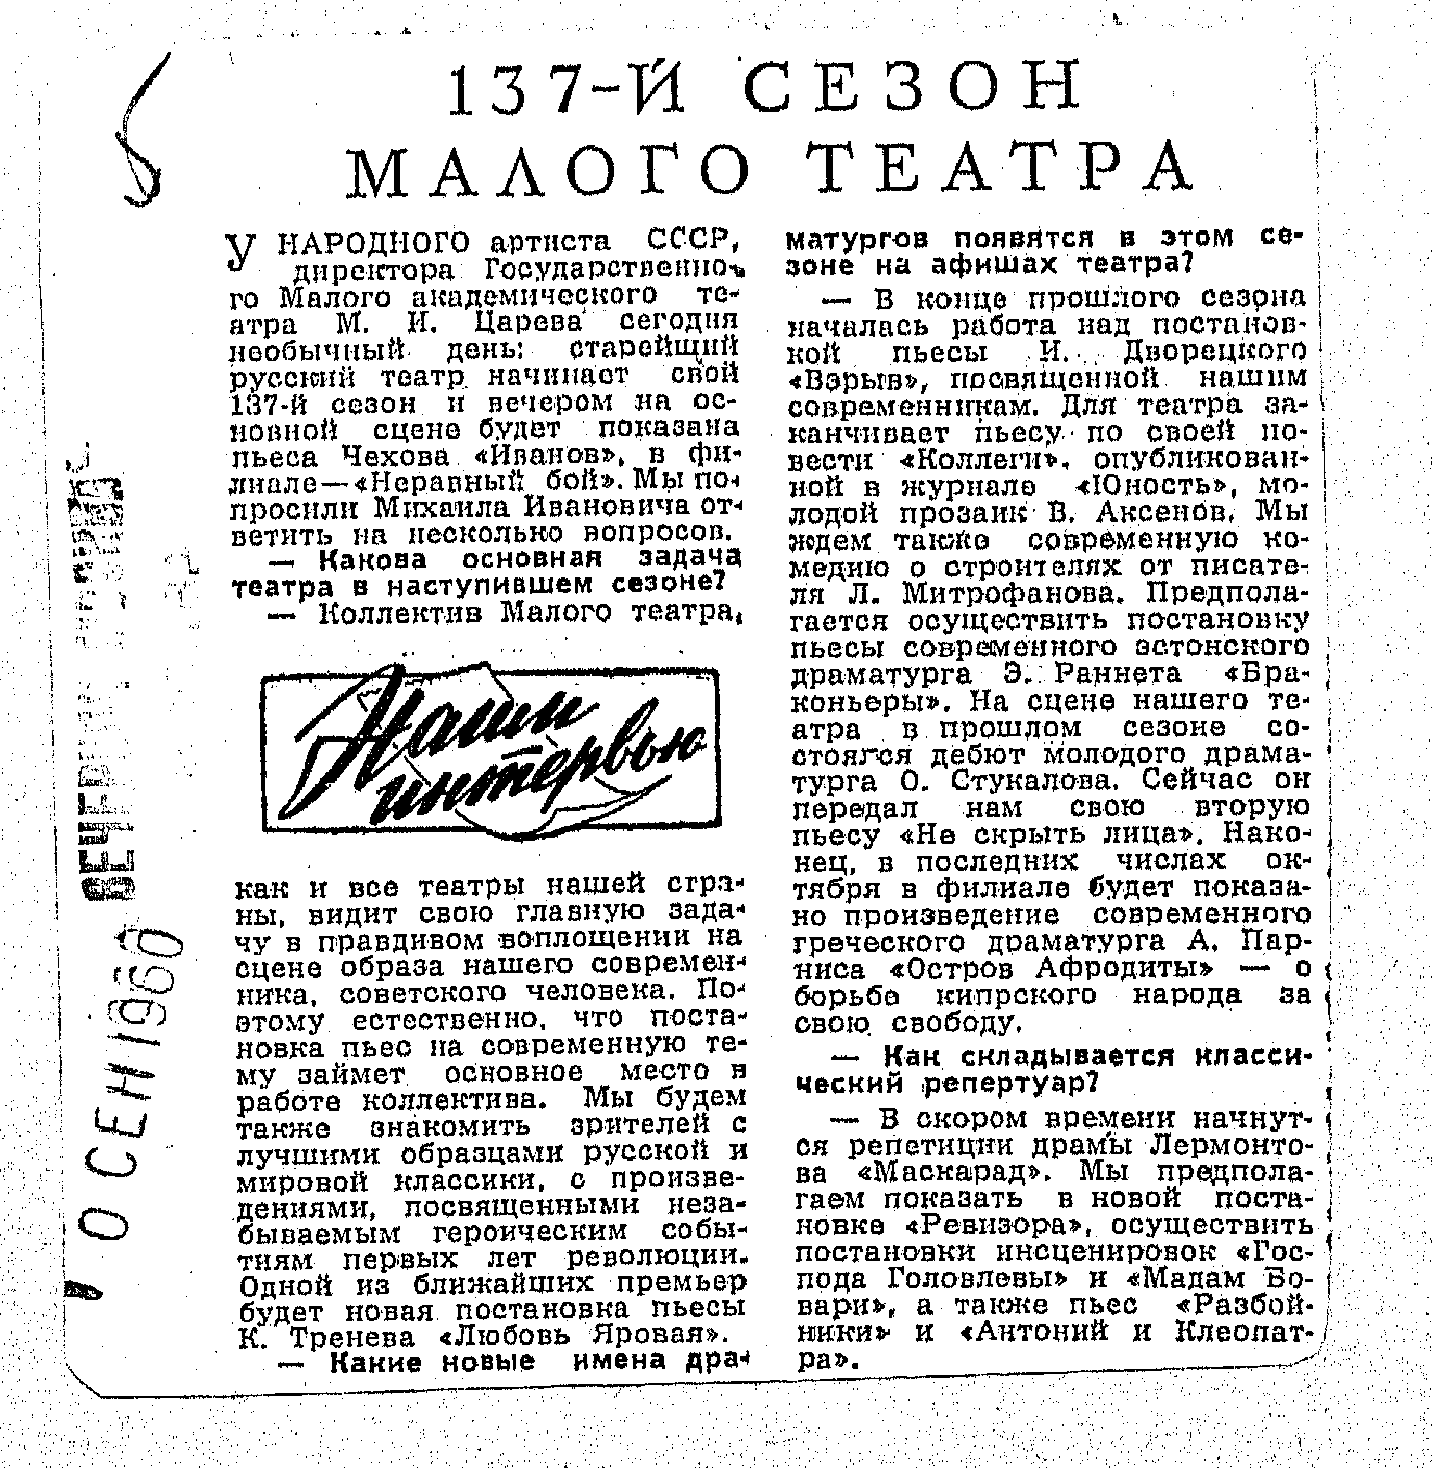 137-Й СЕЗОН
МАЛОГО ТЕАТРА
У НАРОДНОГО артиста СССР,
директора Государственно-
го Малого академического те-
атра М. И. Царева сегодня
необычный день: старейший
русский театр начинает свой
137-й сезон и вечером на ос-
новной сцене будет показана
пьеса Чехова «Иванов», в фи-
лиале—«Неравный бой». Мы по-
просили Михаила Ивановича от-
ветить на несколько вопросов.
— Какова основная задача
театра в наступившем сезоне?
— Коллектив Малого театра,
Наши
интервью
как и все театры нашей стра-
ны, видит свою главную зада-
чу в правдивом воплощении на
сцене образа нашего современ-
ника, советского человека. По-
этому естественно, что поста-
новка пьес на современную те-
му займет основное место в
работе коллектива. Мы будем
также знакомить зрителей с
лучшими образцами русской и
мировой классики, с произве-
дениями, посвященными неза-
бываемым героическим собы-
тиям первых лет революции.
Одной из ближайших премьер
будет новая постановка пьесы
К. Тренева «Любовь Яровая».
— Какие новые имена дра-
матургов появятся в этом се-
зоне на афишах театра?
— В конце прошлого сезона
началась работа над постанов-
кой пьесы И. Дворецкого
«Взрыв», посвященной нашим
современникам. Для театра за-
канчивает пьесу по своей по-
вести «Коллеги», опубликован-
ной в журнале «Юность», мо-
лодой прозаик В. Аксенов. Мы
ждем также современную ко-
медию о строителях от писате-
ля Л. Митрофанова. Предпола-
гается осуществить постановку
пьесы современного эстонского
драматурга Э. Раннета «Бра-
коньеры». На сцене нашего те-
атра в прошлом сезоне со-
стоялся дебют молодого драма-
турга О. Стукалова. Сейчас он
передал нам свою вторую
пьесу «Не скрыть лица». Нако-
нец, в последних числах ок-
тября в филиале будет показа-
но произведение современного
греческого драматурга А. Пар-
ниса «Остров Афродиты» — о
борьбе кипрского народа за
свою свободу.
— Как складывается класси-
ческий репертуар?
— В скором времени начнут-
ся репетиции драмы Лермонто-
ва «Маскарад». Мы предпола-
гаем показать в новой поста-
новке «Ревизора», осуществить
постановки инсценировок «Гос-
пода Головлевы» и «Мадам Бо-
вари», а также пьес «Разбой-
ники» и «Антоний и Клеопат-
ра».
0 СЕН 1960